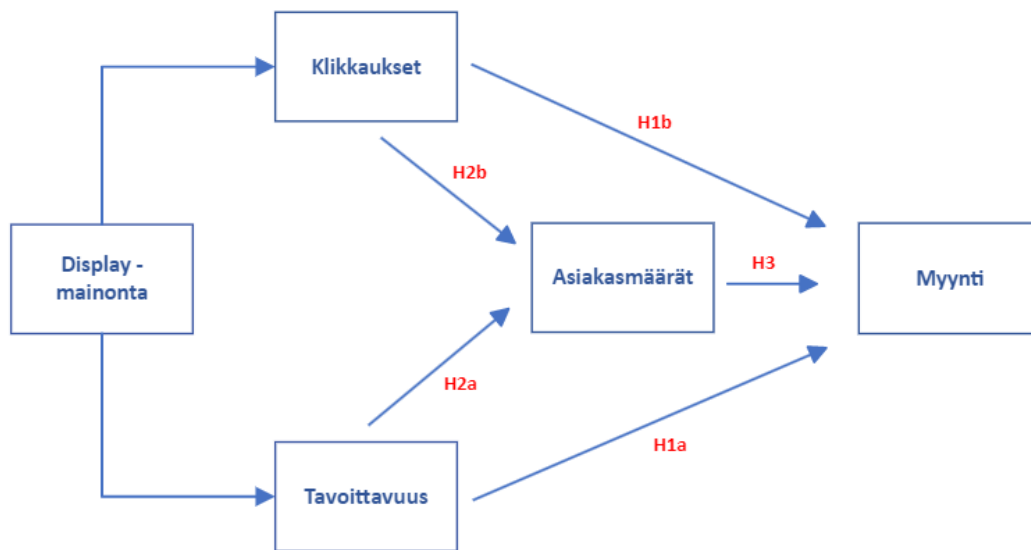 Klikkaukset
H1b
H2b
Display -
mainonta
Asiakasmäärät
H3
Myynti
H2a
H1a
Tavoittavuus